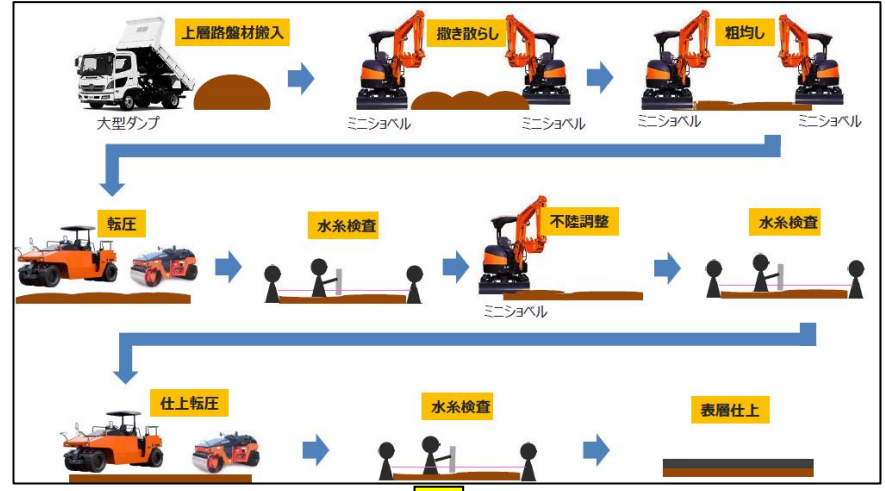 上層路盤材搬入
撒き散らし
粗均し
大型ダンプ
ミニショベル
ミニショベル
ミニショベル
ミニショベル
転圧
水糸検査
不陸調整
水糸検査
ミニショベル
仕上転圧
水糸検査
表層仕上